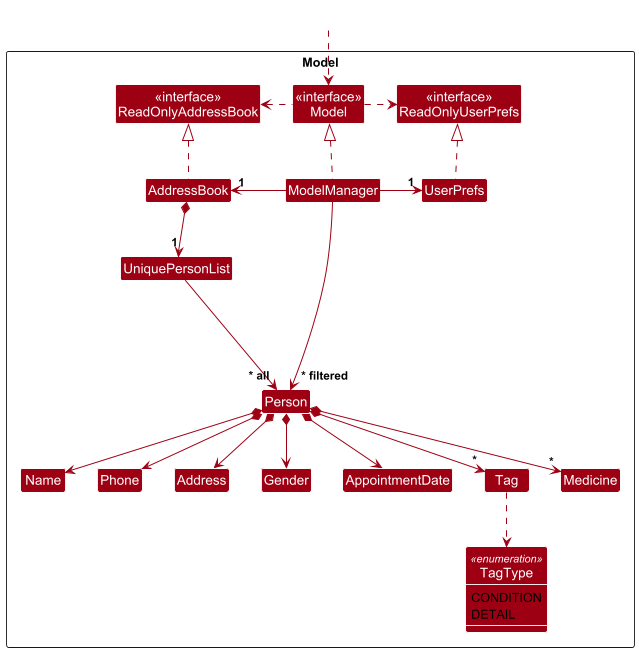 Model
«interface»
ReadOnlyAddressBook
«interface»
Model
«interface»
ReadOnlyUserPrefs
AddressBook
1
ModelManager
1
UserPrefs
1
UniquePersonList
* all
* filtered
Person
*
*
Name
Phone
Address
Gender
AppointmentDate
Tag
Medicine
«enumeration»
TagType
CONDITION
DETAIL